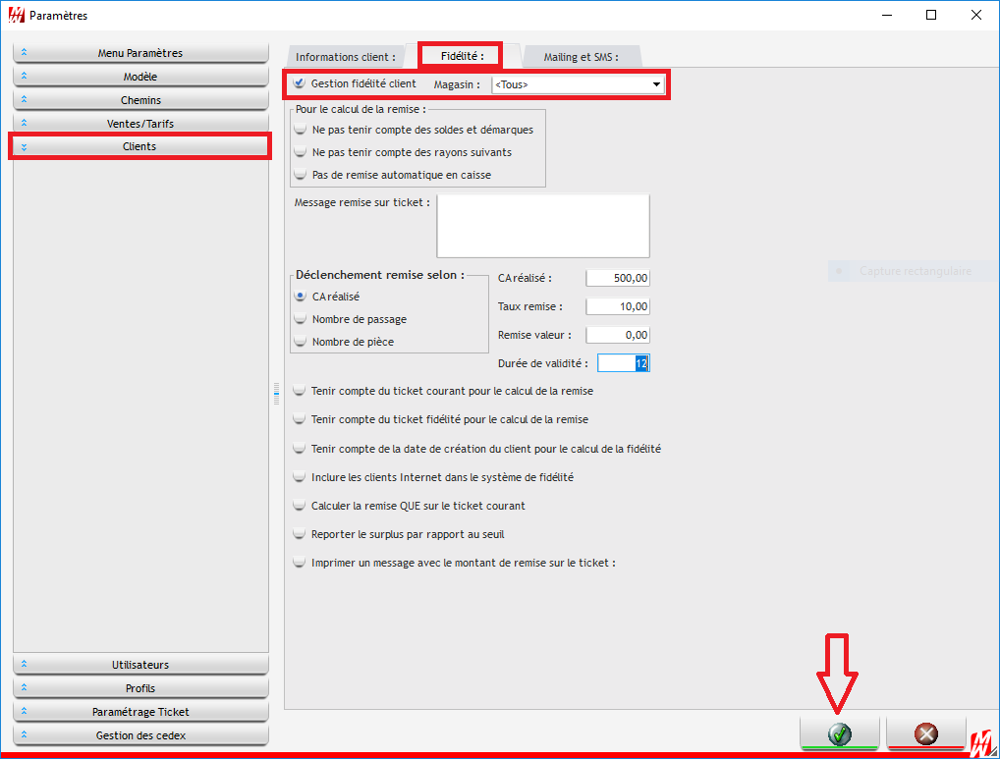 Paramètres
Menu Paramètres
Modèle
Chemins
Ventes/Tarifs
Clients
Utilisateurs
Profils
Paramétrage Ticket
Gestion des cedex
Informations client :
Fidélité :
Mailing et SMS :
Gestion fidélité client
Magasin :
<Tous>
Pour le calcul de la remise :
Ne pas tenir compte des soldes et démarques
Ne pas tenir compte des rayons suivants
Pas de remise automatique en caisse
Message remise sur ticket :
Déclenchement remise selon :
CA réalisé
Nombre de passage
Nombre de pièce
CA réalisé :
500,00
Taux remise :
10,00
Remise valeur :
0,00
Durée de validité :
12
Capture rectangulaire
Tenir compte du ticket courant pour le calcul de la remise
Tenir compte du ticket fidélité pour le calcul de la remise
Tenir compte de la date de création du client pour le calcul de la fidélité
Inclure les clients Internet dans le système de fidélité
Calculer la remise QUE sur le ticket courant
Reporter le surplus par rapport au seuil
Imprimer un message avec le montant de remise sur le ticket :